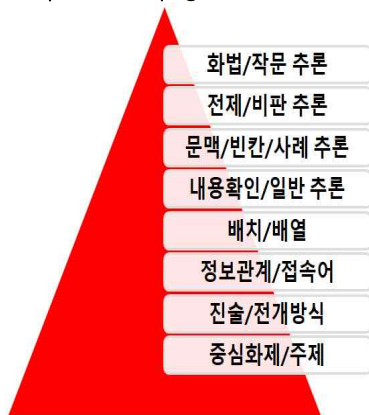 화법/작문 추론
전제/비판 추론
문맥/빈칸/사례 추론
내용확인/일반 추론
배치/배열
정보관계/접속어
진술/전개방식
중심화제/주제